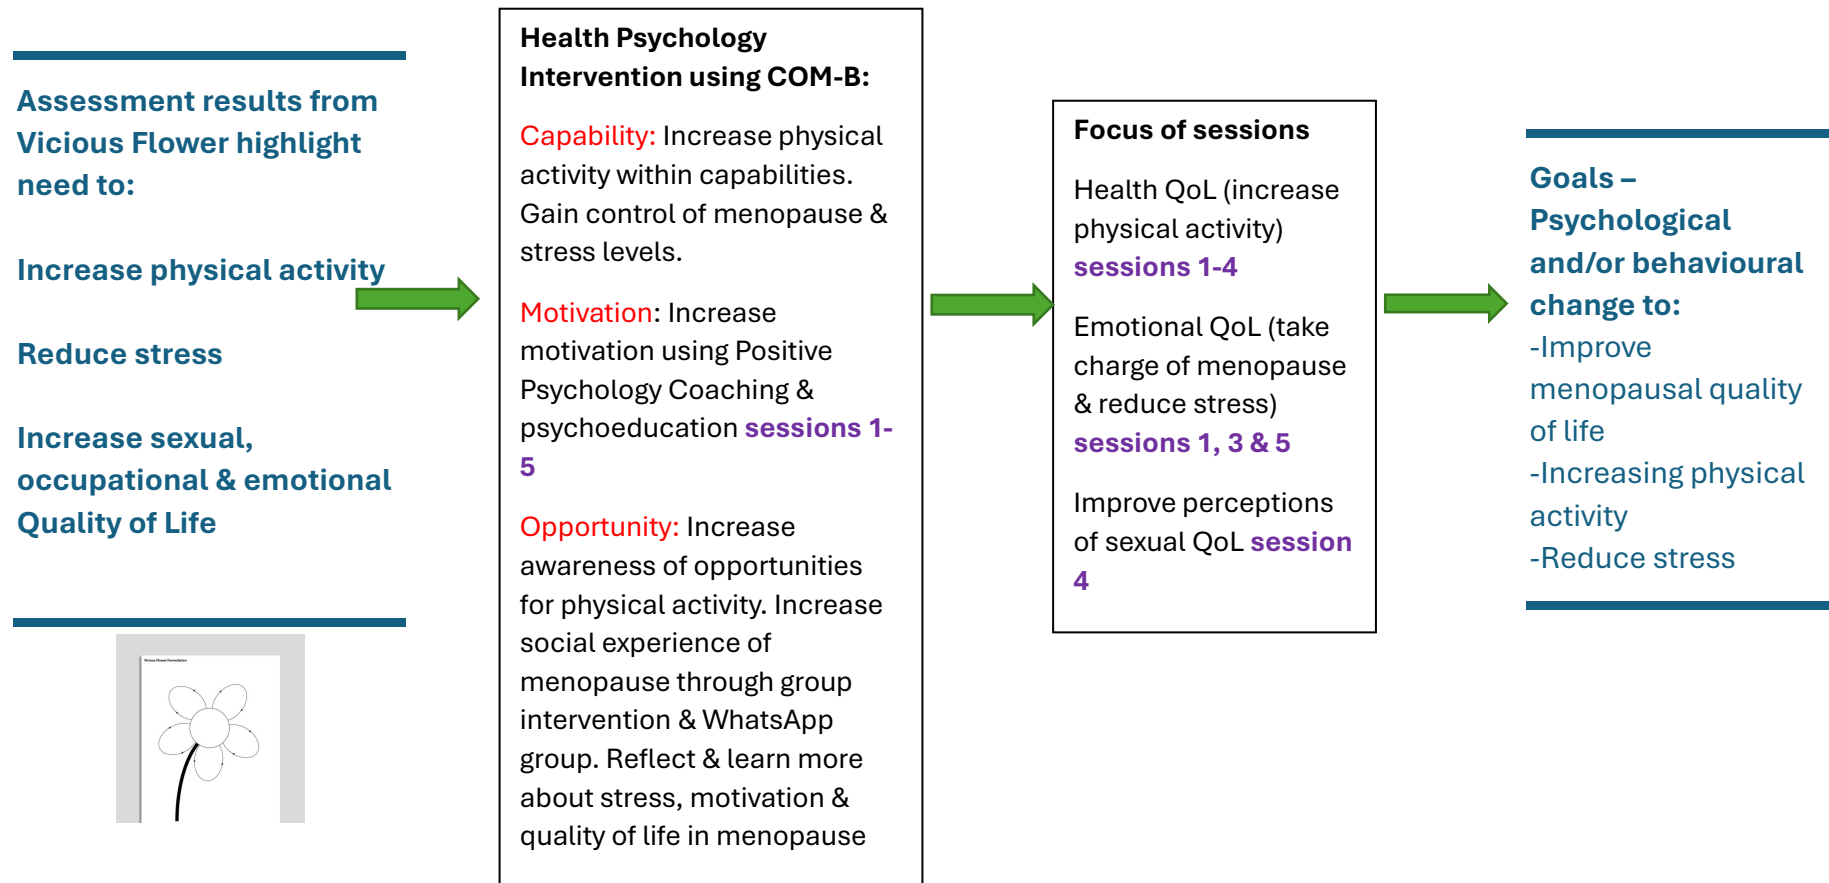 Assessment results from
Vicious Flower highlight
need to:
Increase physical activity
Reduce stress
Increase sexual,
occupational & emotional
Quality of Life
Vicious Flower Formulation
Health Psychology
Intervention using COM-B:
Capability: Increase physical
activity within capabilities.
Gain control of menopause &
stress levels.
Motivation: Increase
motivation using Positive
Psychology Coaching &
psychoeducation sessions 1-
5
Opportunity: Increase
awareness of opportunities
for physical activity. Increase
social experience of
menopause through group
intervention & WhatsApp
group. Reflect & learn more
about stress, motivation &
quality of life in menopause
Focus of sessions
Health QoL (increase
physical activity)
sessions 1-4
Emotional QoL (take
charge of menopause
& reduce stress)
sessions 1, 3 & 5
Improve perceptions
of sexual QoL session
4
Goals –
Psychological
and/or behavioural
change to:
-Improve
menopausal quality
of life
-Increasing physical
activity
-Reduce stress